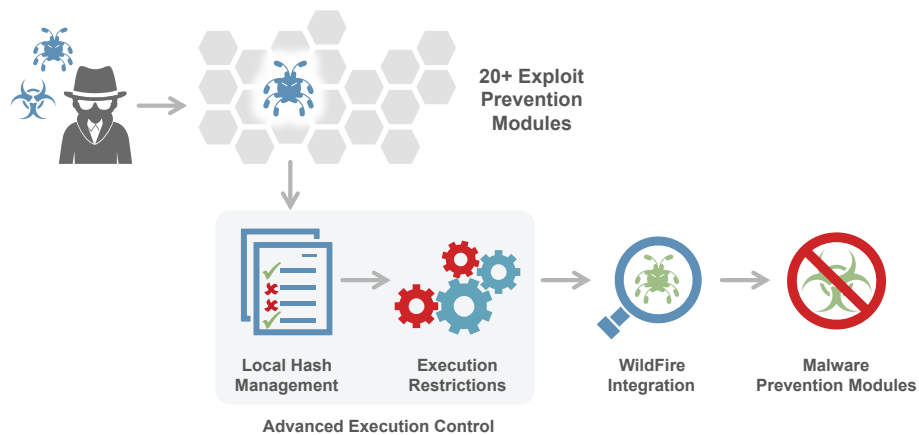 20+ Exploit
Prevention
Modules
Local Hash
Management
Execution
Restrictions
WildFire
Integration
Malware
Prevention Modules
Advanced Execution Control